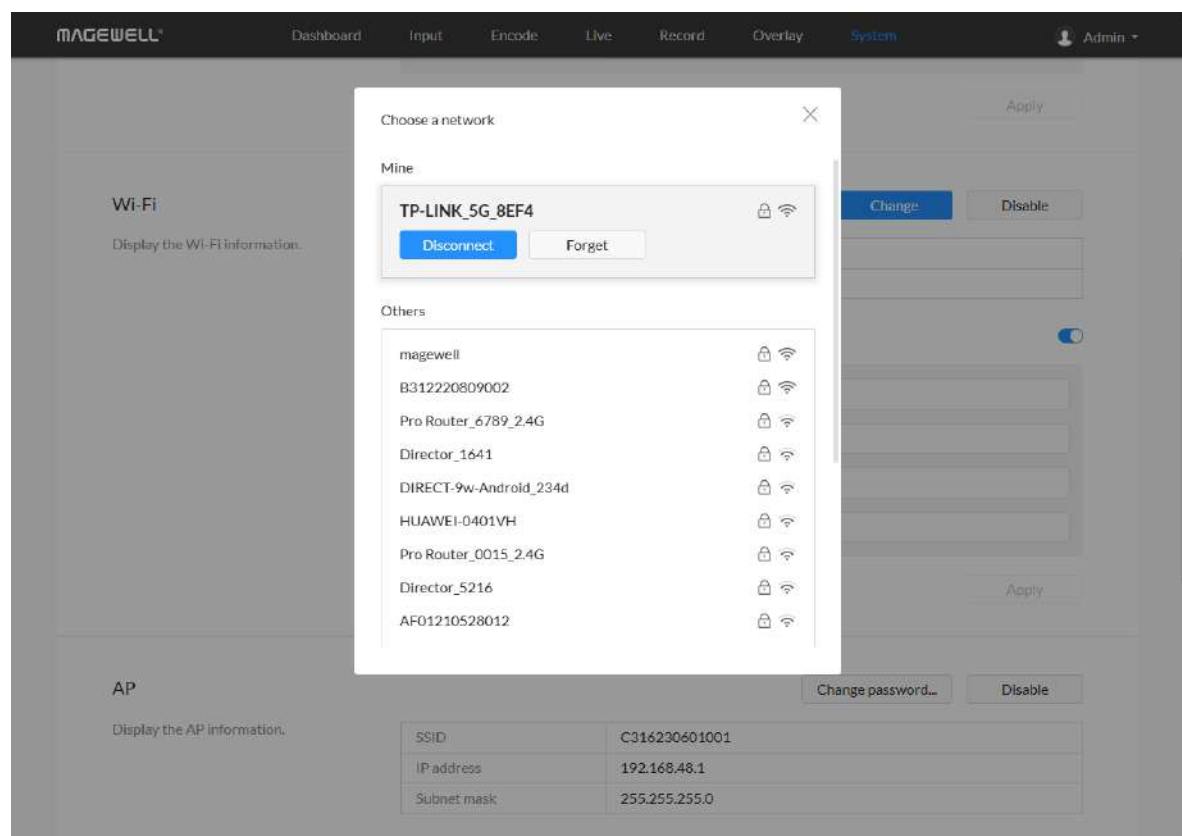 MAGEWELL® Dashboard Input Encode Live Record Overlay System Admin
Apply
Choose a network
Mine
Wi-Fi
TP-LINK_5G_8EF4
Change Disable
Display the Wi-Fi information.
Disconnect Forget
Others
magewell
B312220809002
Pro Router_6789_2.4G
Director_1641
DIRECT-9w-Android_234d
HUAWEI-0401VH
Pro Router_0015_2.4G
Director_5216
Apply
AF01210528012
AP
Change password... Disable
Display the AP information.
SSID C316230601001
IP address 192.168.48.1
Subnet mask 255.255.255.0